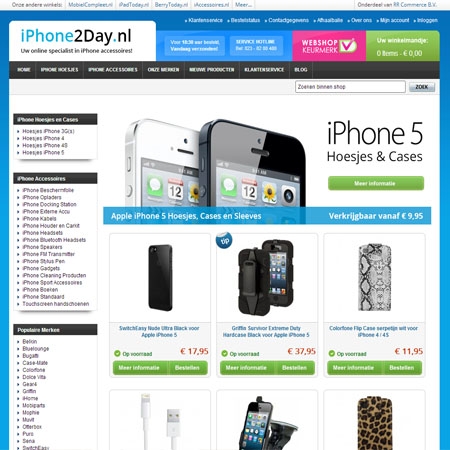 Onze andere winkels: MobielCompleet.nl iPadToday.nl BerryToday.nl iAccessoires.nl Meer...
Onderdeel van RR Commerce B.V.
Klantenservice Bestelstatus Contactgegevens Afhaalbalie Over ons Mijn account Inloggen
iPhone2Day.nl
Uw online specialist in iPhone accessoires!
Voor 18:30 uur besteld,
Vandaag verzonden!
SERVICE HOTLINE
Bel: 023 - 82 00 488
WEBSHOP
KEURMERK
Uw winkelmandje:
0 Items - € 0,00
HOME IPHONE HOESJES IPHONE ACCESSOIRES ONZE MERKEN NIEUWE PRODUCTEN KLANTENSERVICE BLOG
Zoeken binnen shop
ZOEK
iPhone Hoesjes en Cases
Hoesjes iPhone 3G(s)
Hoesjes iPhone 4
Hoesjes iPhone 4S
Hoesjes iPhone 5
iPhone Accessoires
iPhone Beschermfolie
iPhone Opladers
iPhone Docking Station
iPhone Externe Accu
iPhone Kabels
iPhone Houder en Carkit
iPhone Headsets
iPhone Bluetooth Headsets
iPhone Speakers
iPhone FM Transmitter
iPhone Stylus Pen
iPhone Gadgets
iPhone Cleaning Producten
iPhone Sport Accessoires
iPhone Boeren
iPhone Standaard
Touchscreen handschoenen
Populaire Merken
Belkin
Bluelounge
Bugatti
Case-Mate
Colorfone
Dolce Vita
Gear4
Griffin
iHome
Mobiparts
Mophie
Muvit
Otterbox
Puro
Sena
SwitchEasy
iPhone 5
Hoesjes & Cases
Meer informatie
Apple iPhone 5 Hoesjes, Cases en Sleeves
Verkrijgbaar vanaf € 9,95
tip
SwitchEasy Nude Ultra Black voor
Apple iPhone 5
Op voorraad
€ 17,95
Meer informatie
Bestellen
Griffin Survivor Extreme Duty
Hardcase Black voor Apple iPhone 5
Op voorraad
€ 37,95
Meer informatie
Bestellen
Colorfone Flip Case serpetije wit voor
iPhone 4 / 4S
Op voorraad
€ 11,95
Meer informatie
Bestellen